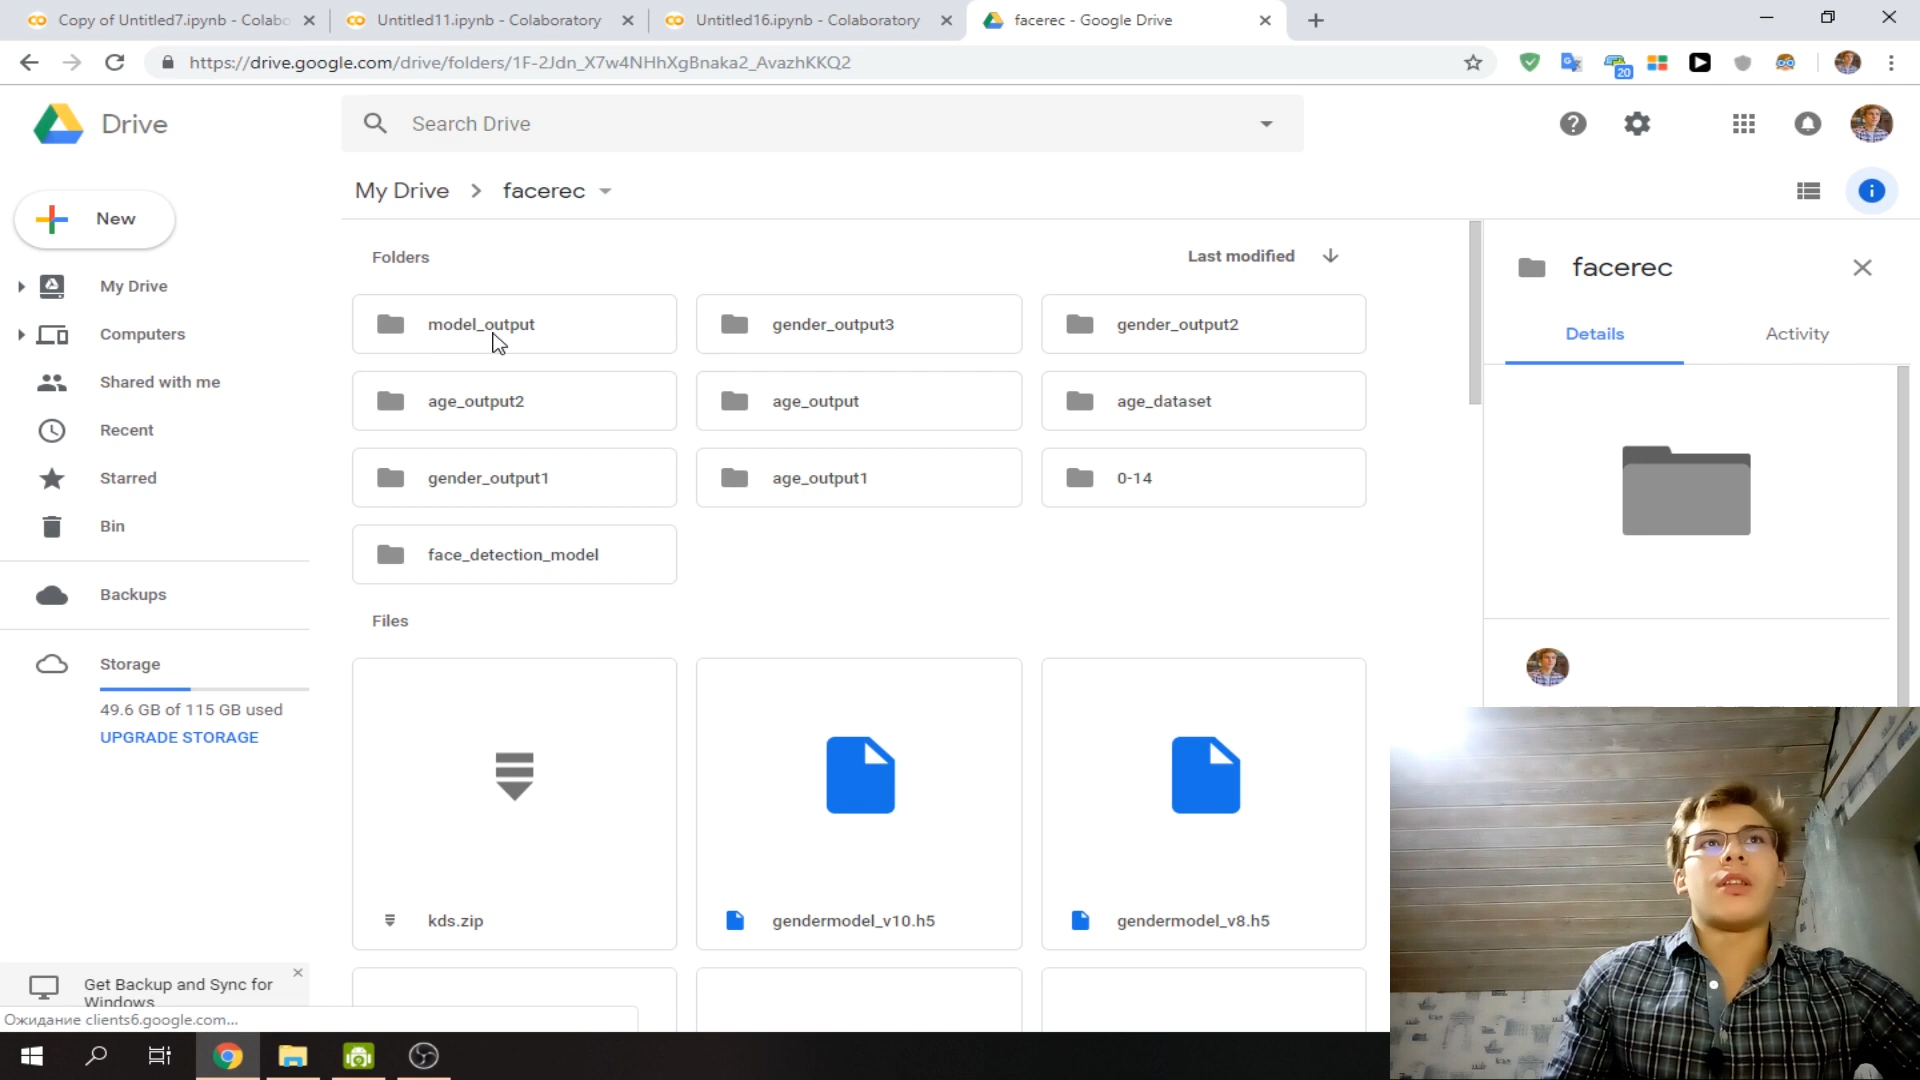 Copy of Untitled7.ipynb - Colabo
Untitled11.ipynb - Colaboratory
Untitled16.ipynb - Colaboratory
facerec - Google Drive
https://drive.google.com/drive/folders/1F-2Jdn_X7w4NHhXgBnaka2_AvazhKKQ2
20
Drive
Search Drive
My Drive > facerec
New
My Drive
Computers
Shared with me
Recent
Starred
Bin
Backups
Storage
49.6 GB of 115 GB used
UPGRADE STORAGE
Get Backup and Sync for
Windows
Ожидание clients6.google.com...
Folders
Last modified
model_output
gender_output3
gender_output2
age_output2
age_output
age_dataset
gender_output1
age_output1
0-14
face_detection_model
Files
kds.zip
gendermodel_v10.h5
gendermodel_v8.h5
facerec
Details
Activity